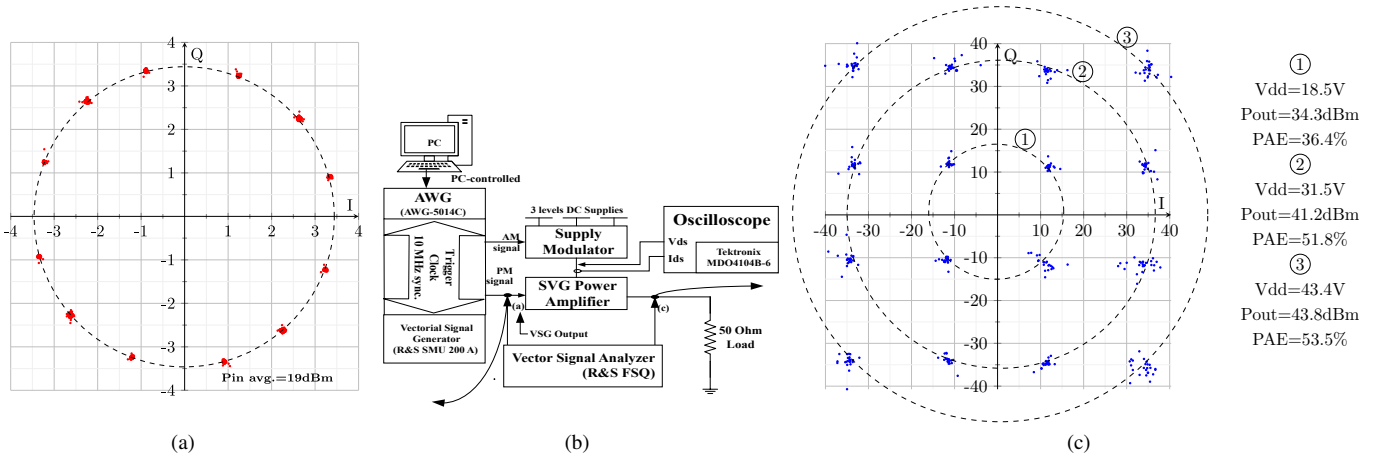 4
Q
3
2
1
I
-4
-3
-2
-1
1
2
3
4
-1
-2
-3
-4
Pin avg.=19dBm
(a)
PC
PC-controlled
AWG
(AWG-5014C)
Trigger
Clock
10 MHz sync.
Vectorial Signal
Generator
(R&S SMU 200 A)
AM
signal
PM
signal
3 levels DC Supplies
Supply
Modulator
SVG Power
Amplifier
(a)
VSG Output
Vds
Ids
Oscilloscope
Tektronix
MDO4104B-6
(c)
Vector Signal Analyzer
(R&S FSQ)
50 Ohm
Load
(b)
40
Q
30
20
10
I
-40
-30
-20
-10
10
20
30
40
-10
-20
-30
-40
3
2
1
(c)
1
Vdd=18.5V
Pout=34.3dBm
PAE=36.4%
2
Vdd=31.5V
Pout=41.2dBm
PAE=51.8%
3
Vdd=43.4V
Pout=43.8dBm
PAE=53.5%